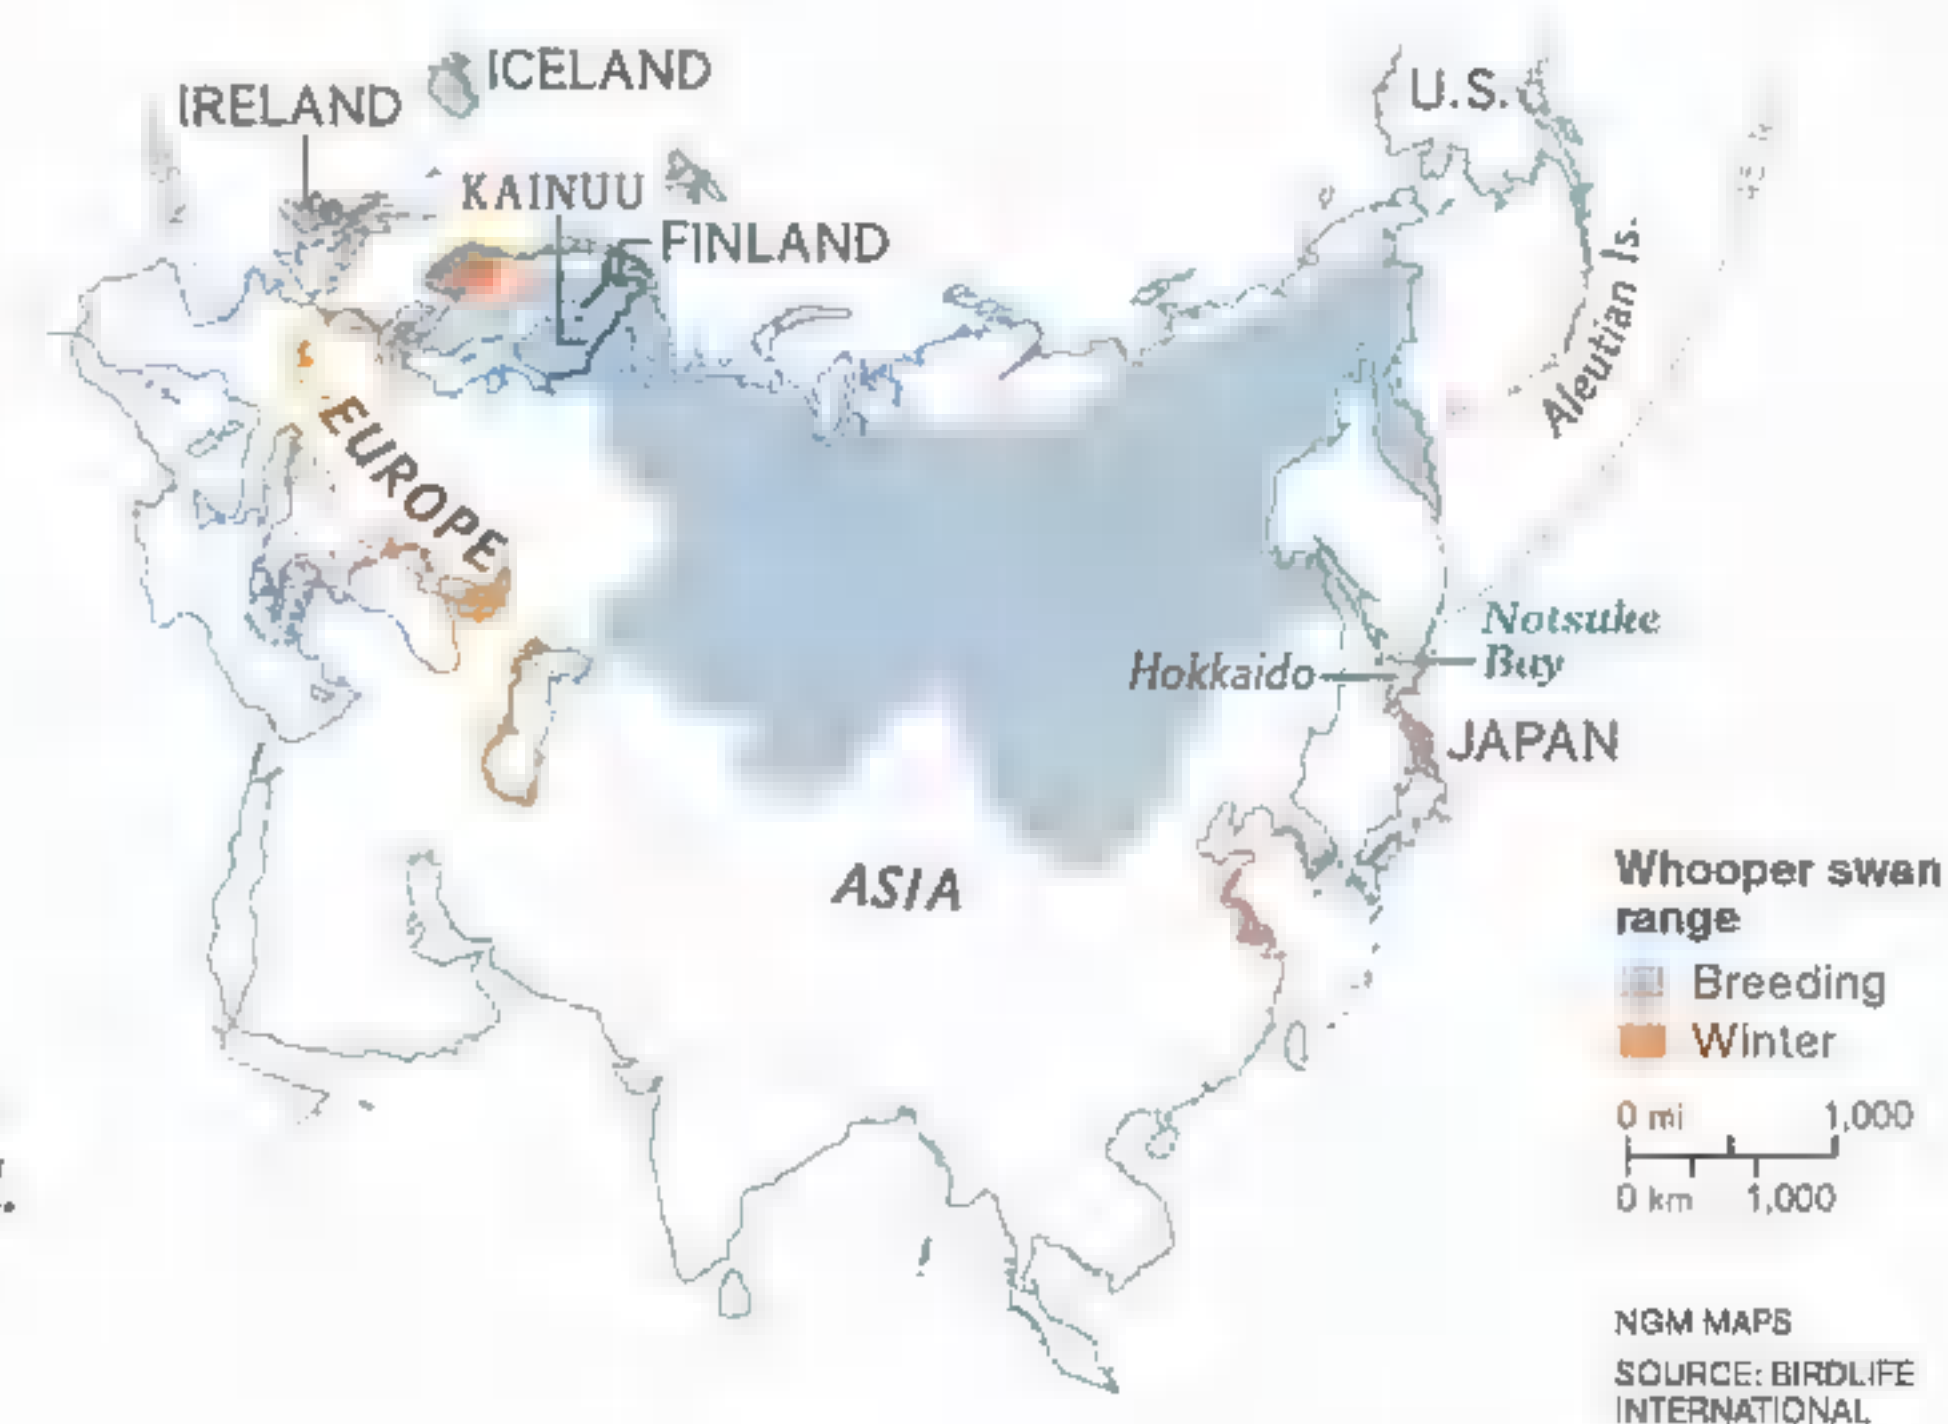 ICELAND
IRELAND
U.S.
KAINUU
FINLAND
Aleutian Is.
EUROPE
Notsuke
Bay
Hokkaido
JAPAN
ASIA
Whooper swan
range
Breeding
Winter
0 mi 1,000
0 km 1,000
NGM MAPS
SOURCE: BIRDLIFE
INTERNATIONAL